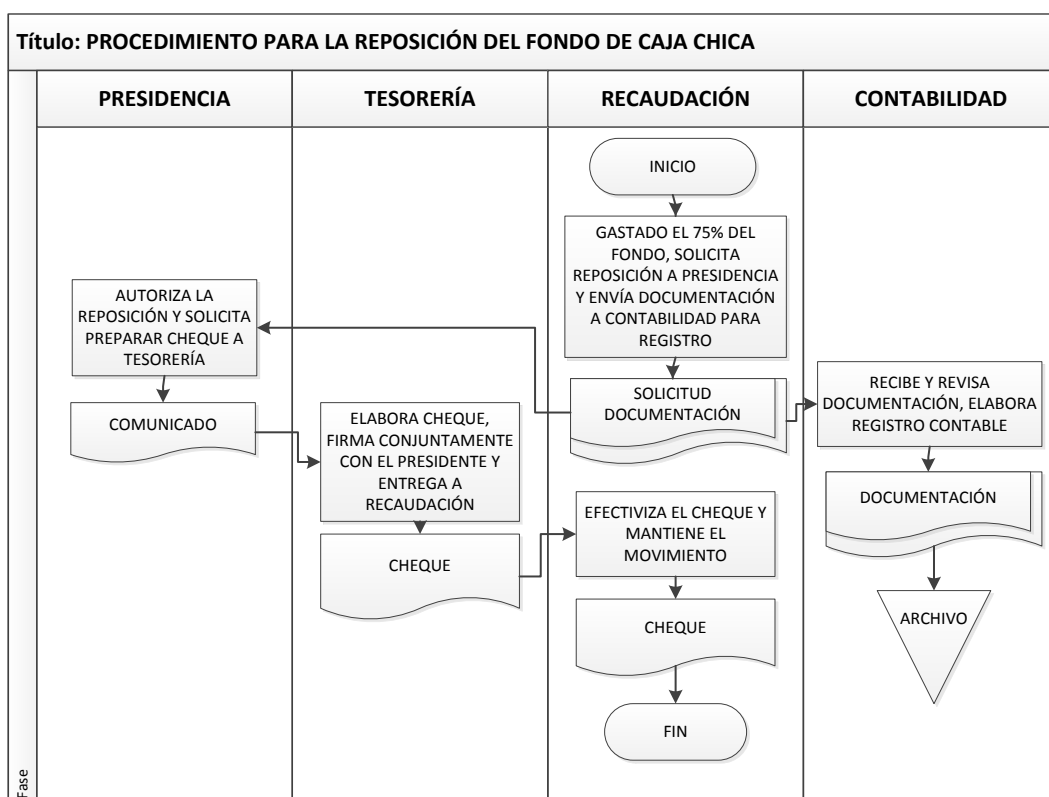 Título: PROCEDIMIENTO PARA LA REPOSICIÓN DEL FONDO DE CAJA CHICA
PRESIDENCIA
TESORERÍA
RECAUDACIÓN
CONTABILIDAD
INICIO
GASTADO EL 75% DEL
FONDO, SOLICITA
REPOSICIÓN A PRESIDENCIA
Y ENVÍA DOCUMENTACIÓN
A CONTABILIDAD PARA
REGISTRO
SOLICITUD
DOCUMENTACIÓN
AUTORIZA LA
REPOSICIÓN Y SOLICITA
PREPARAR CHEQUE A
TESORERÍA
COMUNICADO
ELABORA CHEQUE,
FIRMA CONJUNTAMENTE
CON EL PRESIDENTE Y
ENTREGA A
RECAUDACIÓN
CHEQUE
EFECTIVIZA EL CHEQUE Y
MANTIENE EL
MOVIMIENTO
CHEQUE
FIN
RECIBE Y REVISA
DOCUMENTACIÓN, ELABORA
REGISTRO CONTABLE
DOCUMENTACIÓN
ARCHIVO
Fase